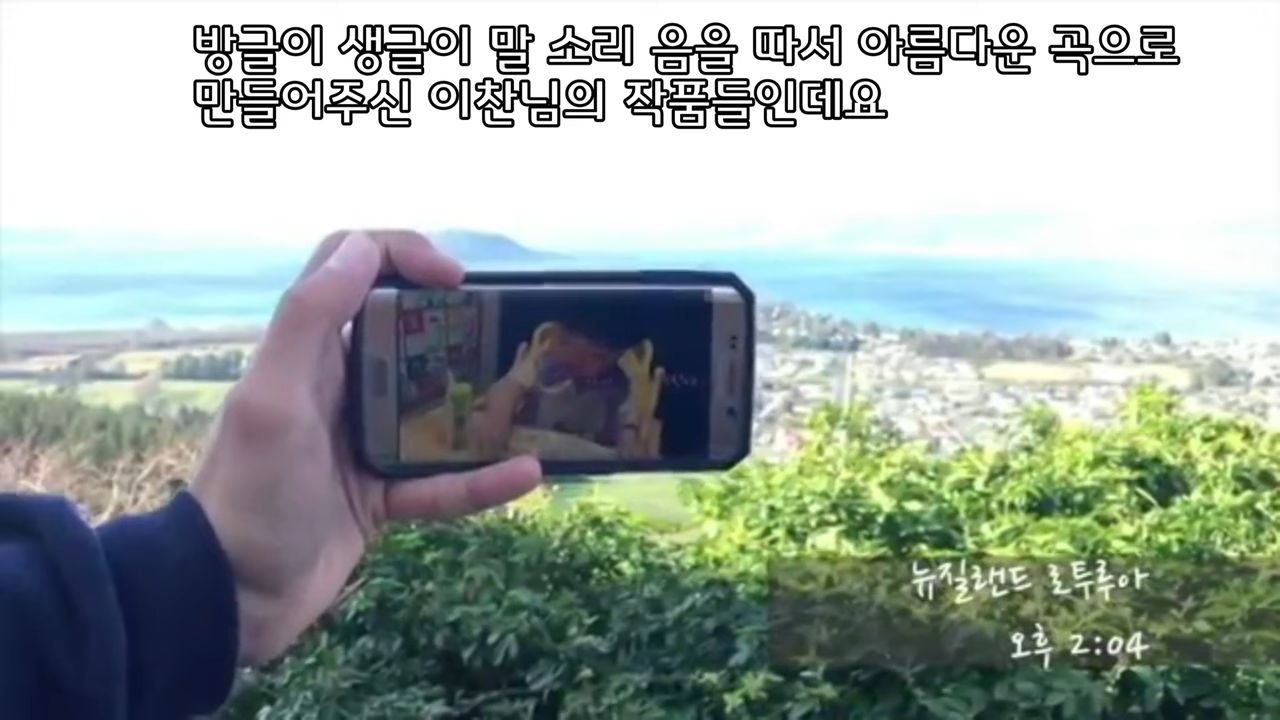 방글이 생글이 말 소리 음을 따서 아름다운 곡으로
만들어주신 이찬님의 작품들인데요
뉴질랜드 로투루아
오후 2:04